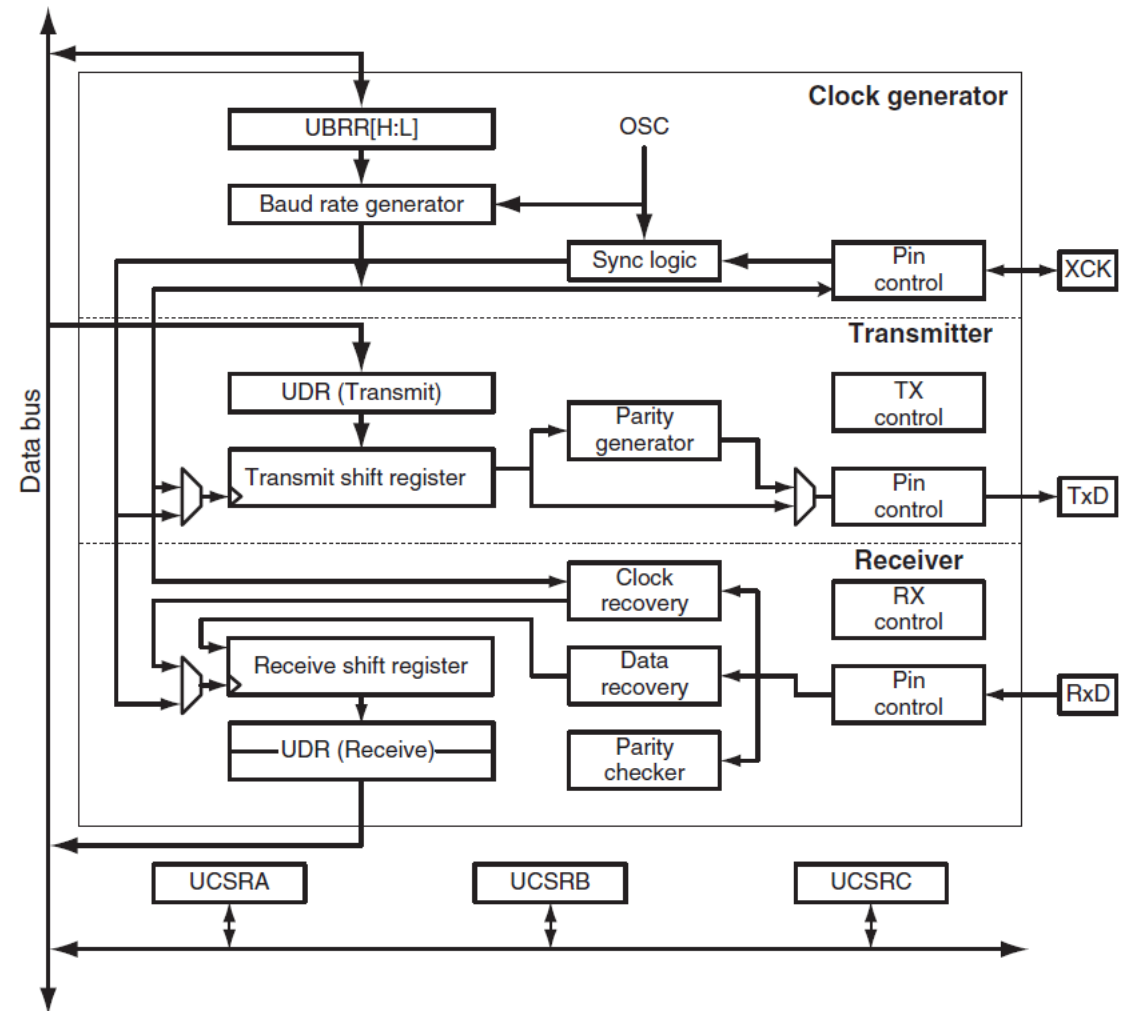 Clock generator
UBRR[H:L]
OSC
Baud rate generator
Sync logic
Pin
control
XCK
Transmitter
Data bus
UDR (Transmit)
TX
control
Parity
generator
Transmit shift register
Pin
control
TxD
Receiver
Clock
recovery
RX
control
Receive shift register
Data
recovery
Pin
control
RxD
UDR (Receive)
Parity
checker
UCSRA
UCSRB
UCSRC